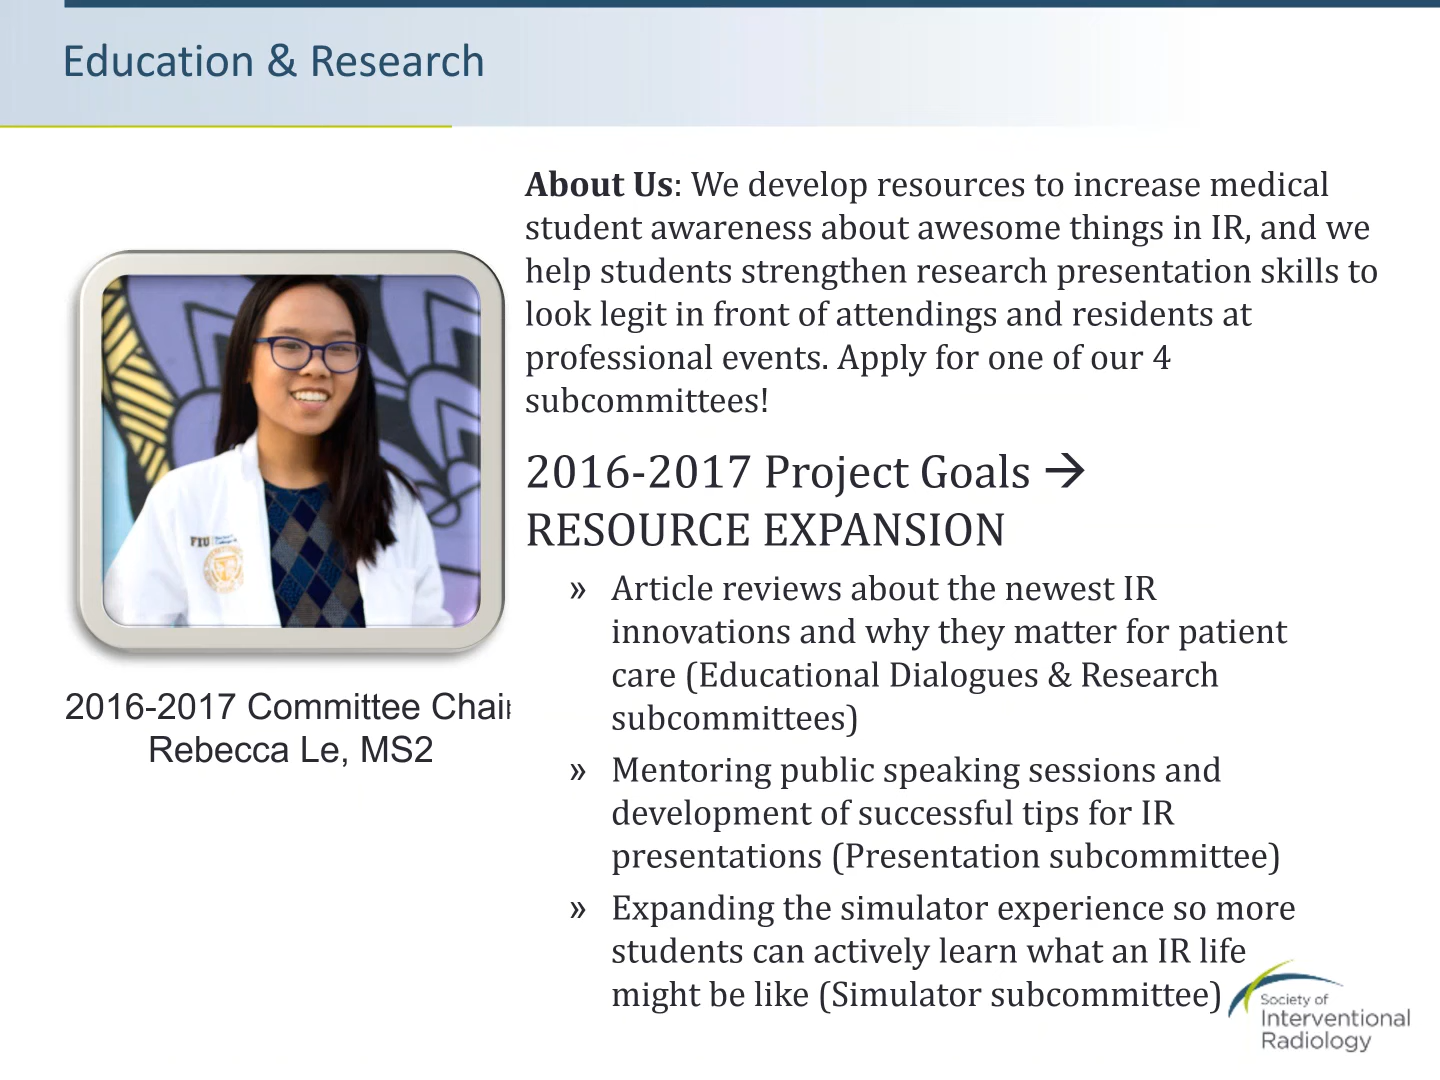 Education & Research
About Us: We develop resources to increase medical
student awareness about awesome things in IR, and we
help students strengthen research presentation skills to
look legit in front of attendings and residents at
professional events. Apply for one of our 4
subcommittees!
2016-2017 Project Goals →
RESOURCE EXPANSION
» Article reviews about the newest IR
innovations and why they matter for patient
care (Educational Dialogues & Research
subcommittees)
» Mentoring public speaking sessions and
development of successful tips for IR
presentations (Presentation subcommittee)
» Expanding the simulator experience so more
students can actively learn what an IR life
might be like (Simulator subcommittee)
FIU
2016-2017 Committee Chair
Rebecca Le, MS2
Society of
Interventional
Radiology